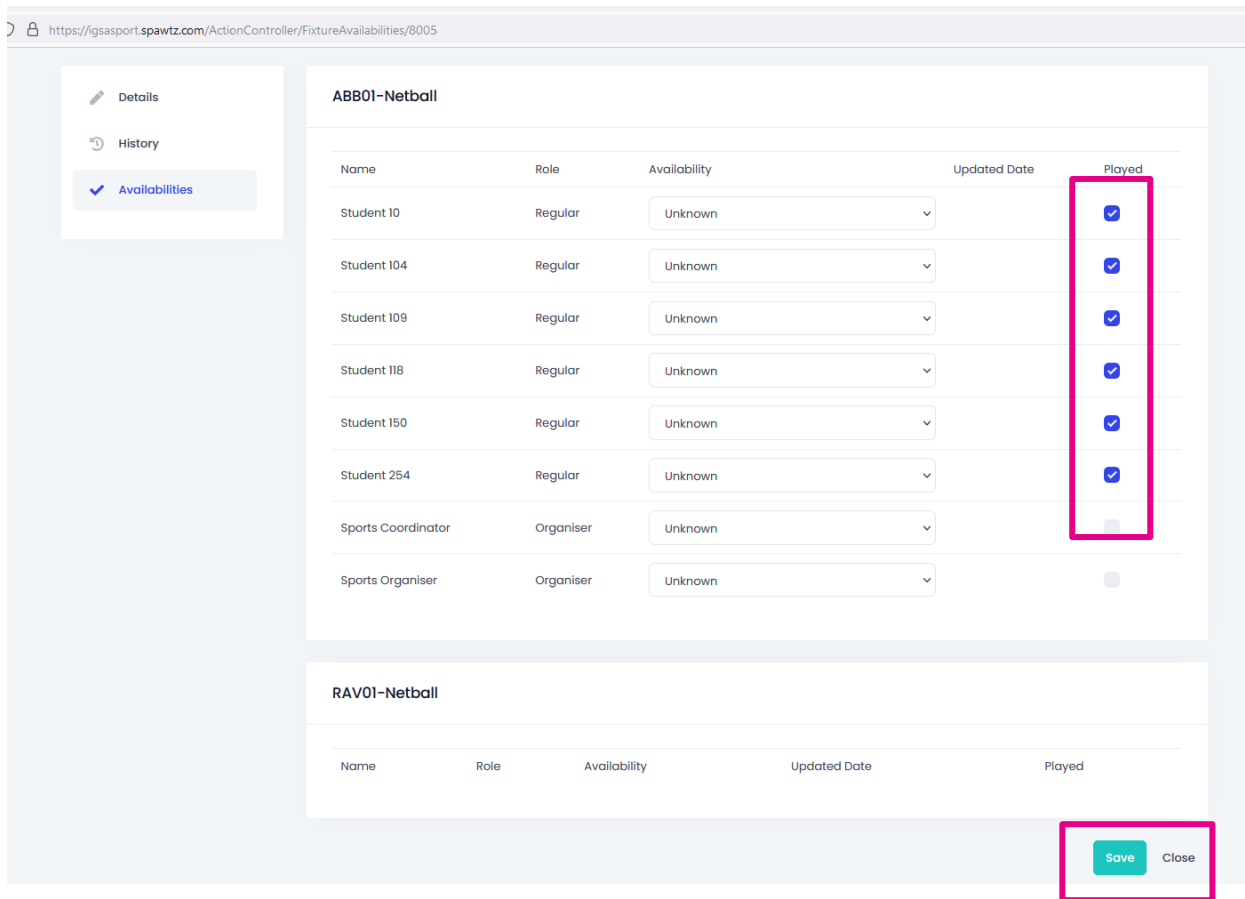 https://igsasport.spawtz.com/ActionController/FixtureAvailabilities/8005
Details
History
Availabilities
ABB01-Netball
Name Role Availability Updated Date Played
Student 10 Regular Unknown
Student 104 Regular Unknown
Student 109 Regular Unknown
Student 118 Regular Unknown
Student 150 Regular Unknown
Student 254 Regular Unknown
Sports Coordinator Organiser Unknown
Sports Organiser Organiser Unknown
RAV01-Netball
Name Role Availability Updated Date Played
Save Close